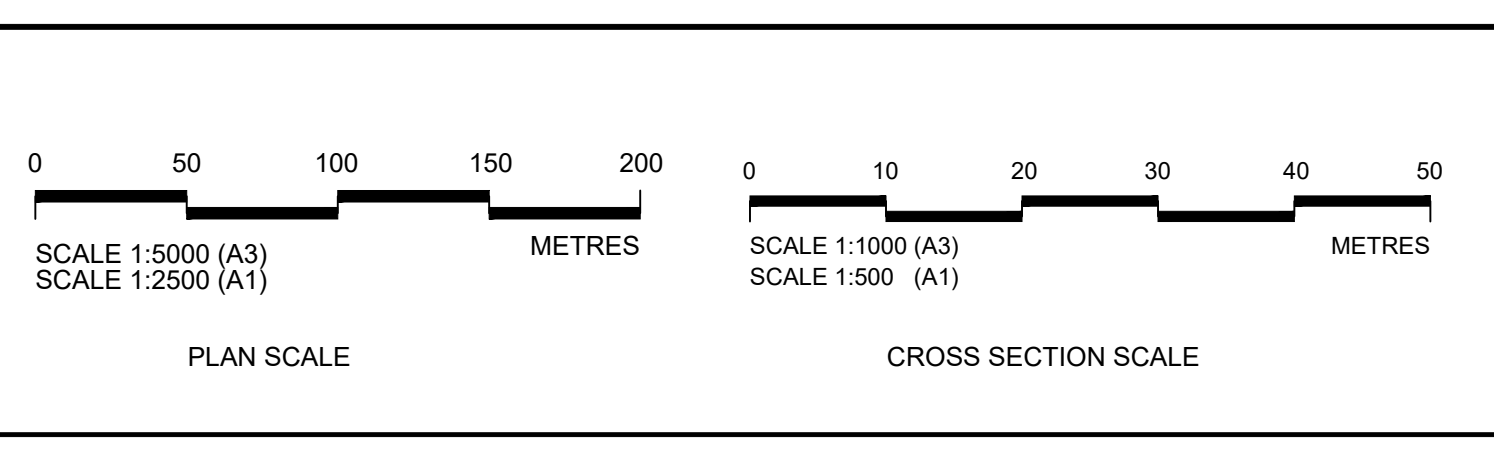 0 50 100 150 200
SCALE 1:5000 (A3)
METRES
SCALE 1:2500 (A1)
PLAN SCALE
0 10 20 30 40 50
SCALE 1:1000 (A3)
METRES
SCALE 1:500 (A1)
CROSS SECTION SCALE